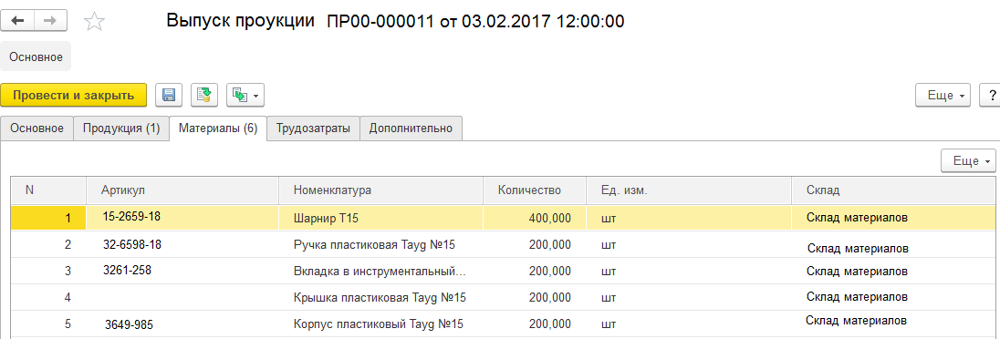 Выпуск проукции ПР00-000011 от 03.02.2017 12:00:00
Основное
Провести и закрыть Еще ?
Основное Продукция (1) Материалы (6) Трудозатраты Дополнительно
Еще
N Артикул Номенклатура Количество Ед. изм. Склад
1 15-2659-18 Шарнир Т15 400,000 шт Склад материалов
2 32-6598-18 Ручка пластиковая Tayg №15 200,000 шт Склад материалов
3 3261-258 Вкладка в инструментальный... 200,000 шт Склад материалов
4 Крышка пластиковая Tayg №15 200,000 шт Склад материалов
5 3649-985 Корпус пластиковый Tayg №15 200,000 шт Склад материалов